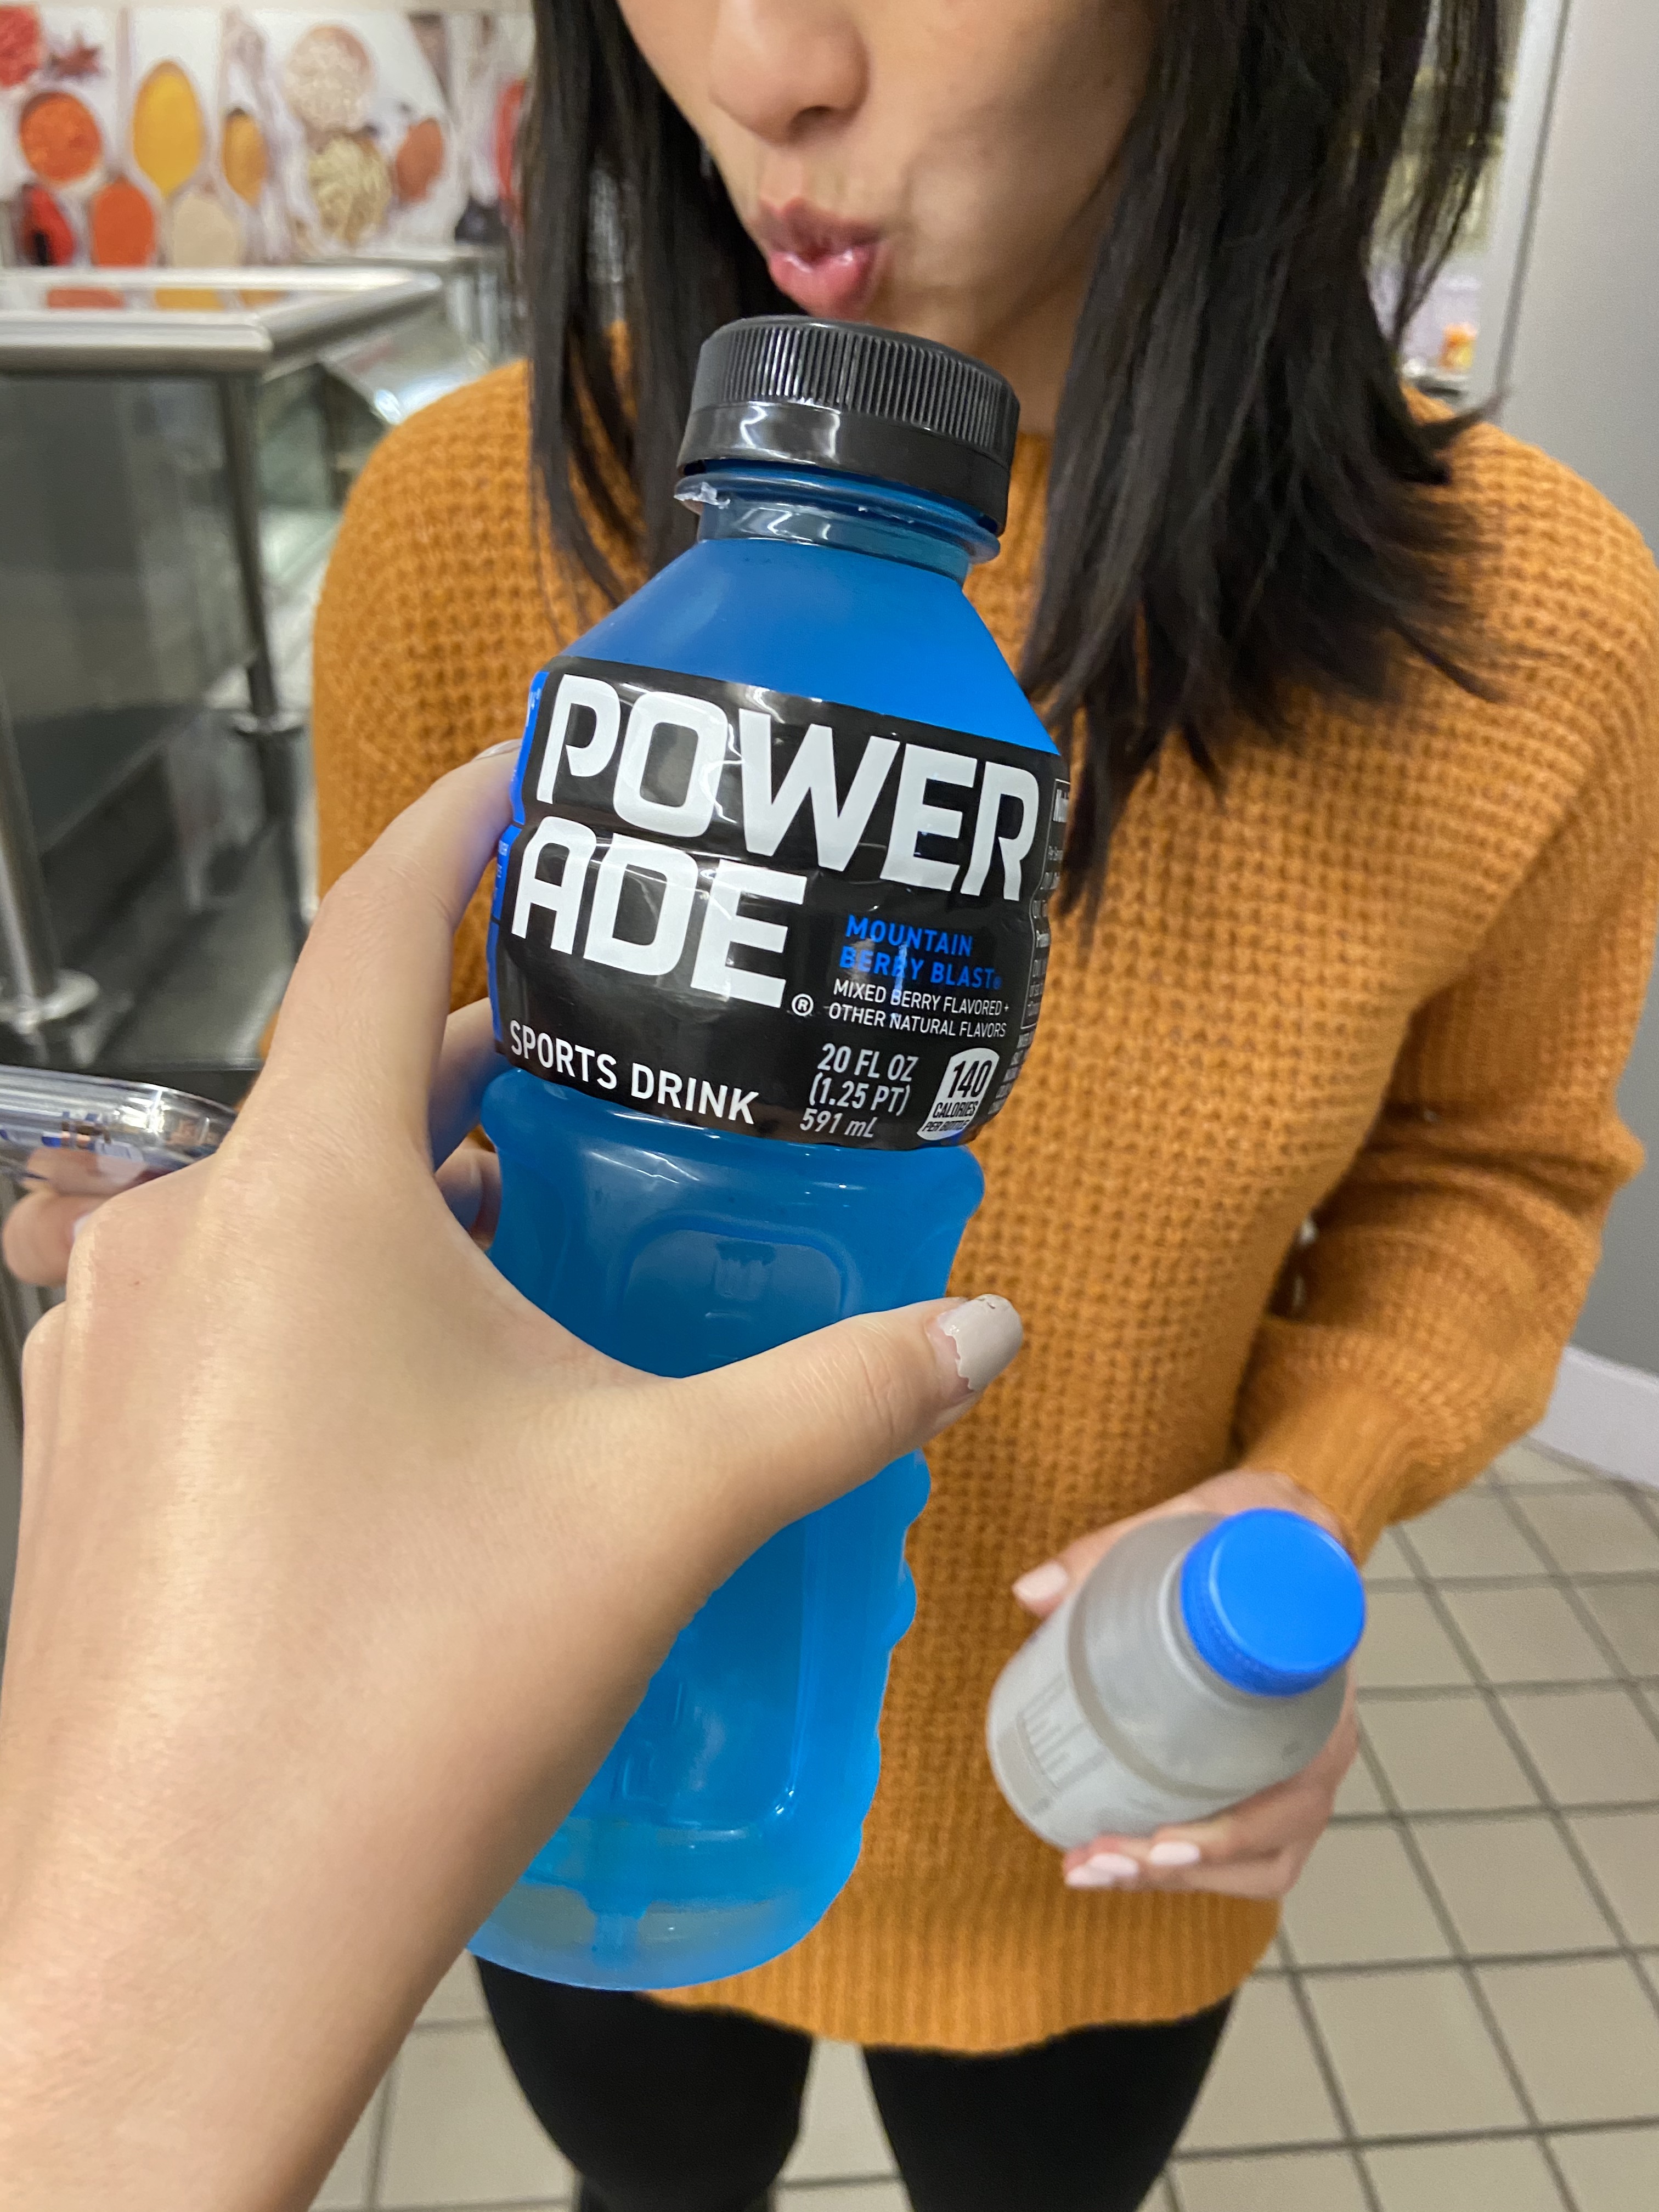 POWER
ADE®
MOUNTAIN
BERRY BLAST®
MIXED BERRY FLAVORED +
OTHER NATURAL FLAVORS
SPORTS DRINK
20 FL OZ
(1.25 PT)
591 mL
140
CALORIES
PER BOTTLE